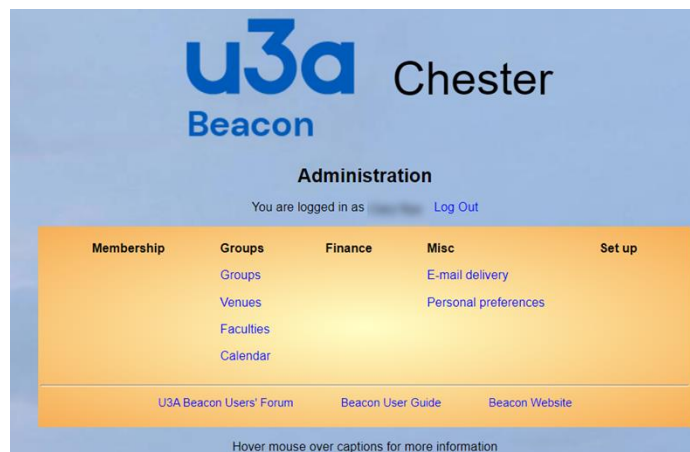 u3a Chester
Beacon
Administration
You are logged in as Log Out
Membership Groups Finance Misc Set up
Groups E-mail delivery
Venues Personal preferences
Faculties
Calendar
U3A Beacon Users' Forum Beacon User Guide Beacon Website
Hover mouse over captions for more information